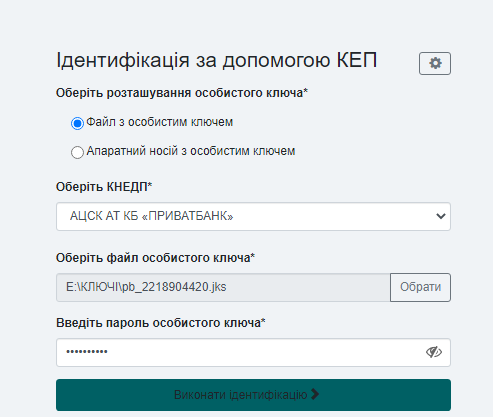 Ідентифікація за допомогою КЕП
Оберіть розташування особистого ключа*
Файл з особистим ключем
Апаратний носій з особистим ключем
Оберіть КНЕДП*
АЦСК АТ КБ «ПРИВАТБАНК»
Оберіть файл особистого ключа*
E:\КЛЮЧІ\pb_2218904420.jks
Обрати
Введіть пароль особистого ключа*
••••••••••
Виконати ідентифікацію